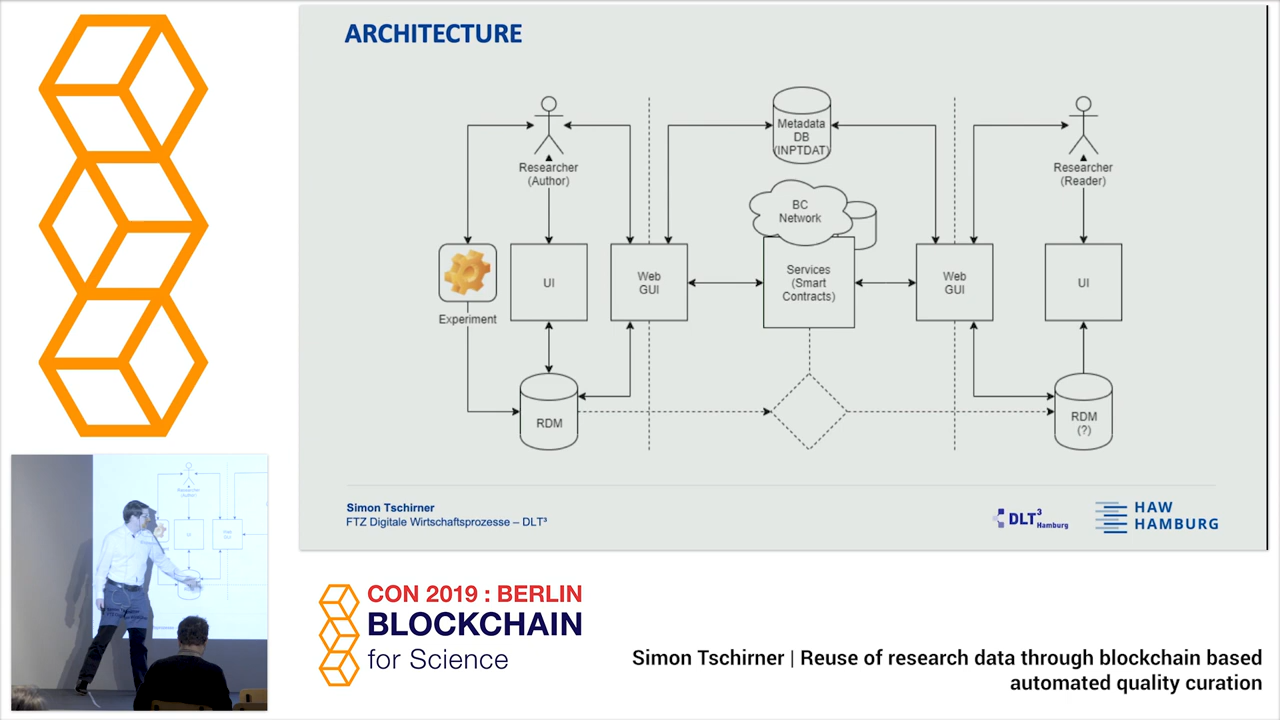 ARCHITECTURE
Metadata
DB
(INPTDAT)
Researcher
(Author)
Researcher
(Reader)
BC
Network
UI
Web
GUI
Services
(Smart
Contracts)
Web
GUI
UI
Experiment
RDM
RDM
(?)
Simon Tschirner
FTZ Digitale Wirtschaftsprozesse – DLT³
DLT³
Hamburg
HAW
HAMBURG
CON 2019 : BERLIN
BLOCKCHAIN
for Science
Simon Tschirner | Reuse of research data through blockchain based
automated quality curation